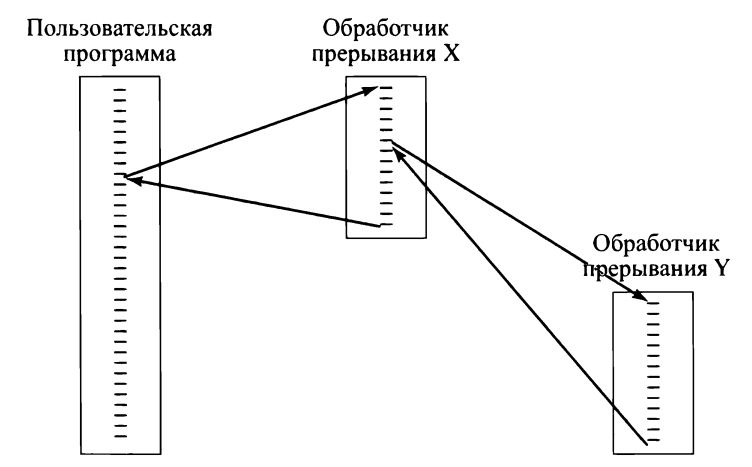 Пользовательская
программа
Обработчик
прерывания X
Обработчик
прерывания Y